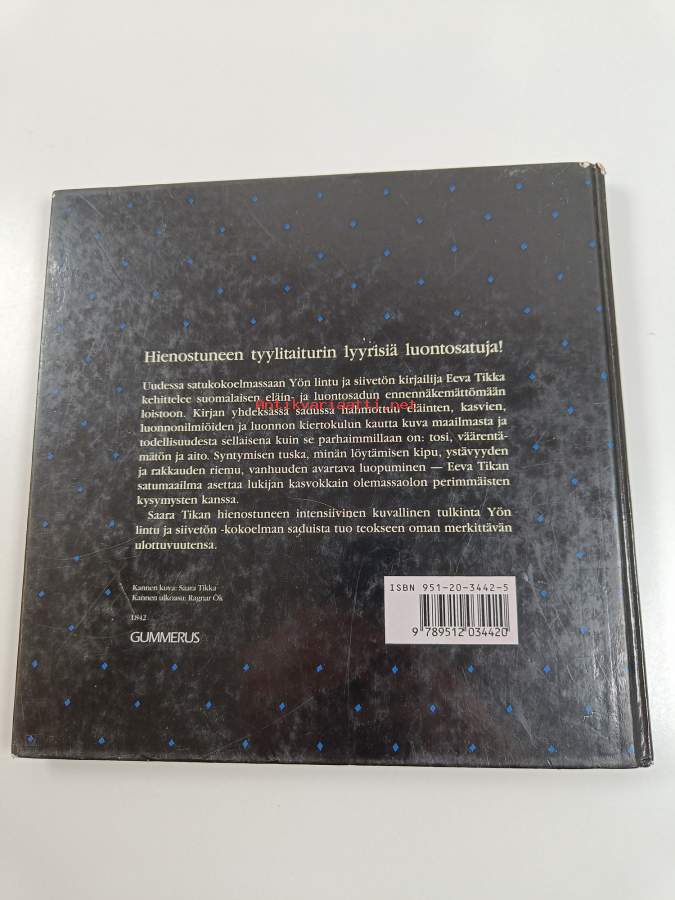 Hienostuneen tyylitaiturin lyyrisiä luontosatuja!
Uudessa satukokoelmassaan Yön lintu ja siivetön kirjailija Eeva Tikka
kehittelee suomalaisen eläin- ja luontosadun ennennäkemättömään
loistoon. Kirjan yhdeksässä sadussa hahmottuu eläinten, kasvien,
Antikvariaatti.net
luonnonilmiöiden ja luonnon kiertokulun kautta kuva maailmasta ja
todellisuudesta sellaisena kuin se parhaimmillaan on: tosi, väärentä-
mätön ja aito. Syntymisen tuska, minän löytämisen kipu, ystävyyden
ja rakkauden riemu, vanhuuden avartava luopuminen — Eeva Tikan
satumaailma asettaa lukijan kasvokkain olemassaolon perimmäisten
kysymysten kanssa.
Saara Tikan hienostuneen intensiivinen kuvallinen tulkinta Yön
lintu ja siivetön -kokoelman saduista tuo teokseen oman merkittävän
ulottuvuutensa.
Kannen kuva: Saara Tikka
Kannen ulkoasu: Ragnar Ök
1842
GUMMERUS
ISBN 951-20-3442-5
9 789512 034420